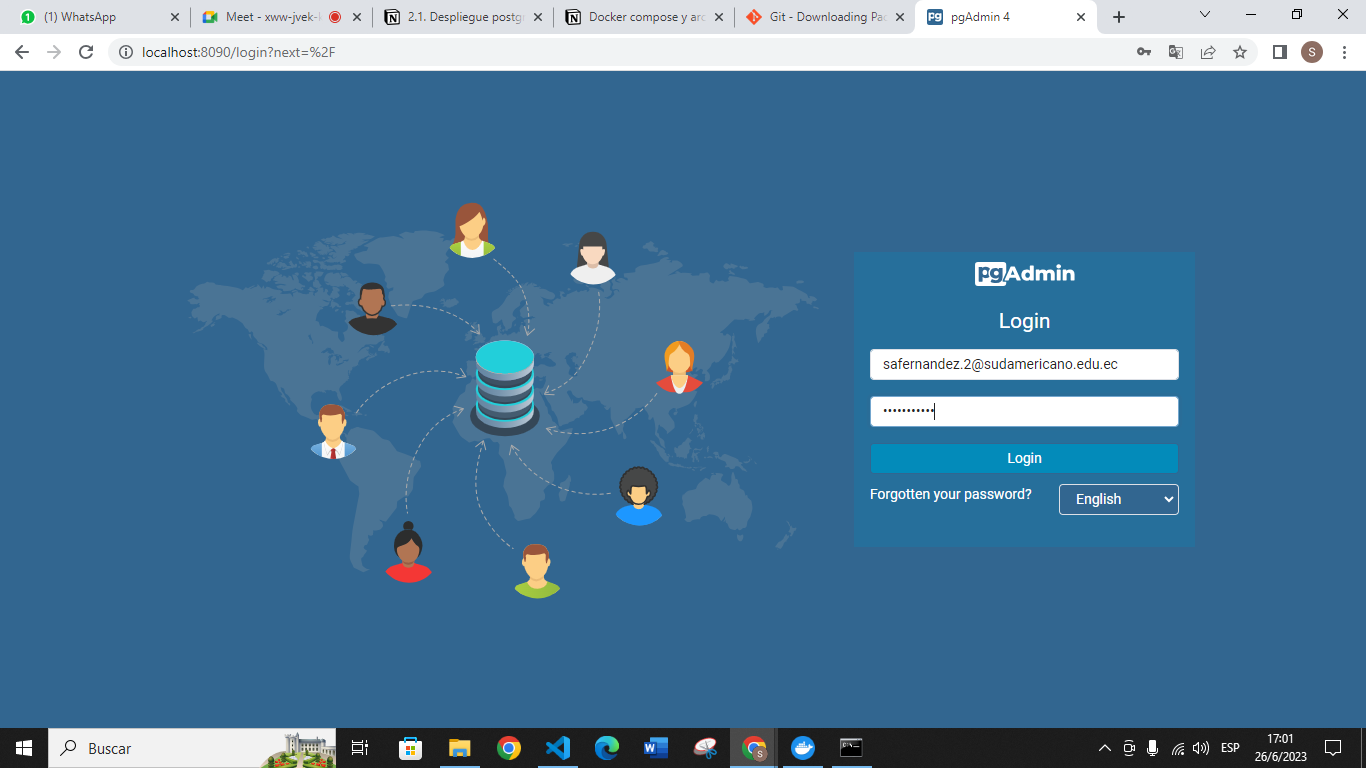 (1) WhatsApp
Meet - xww-jvek-
2.1. Despliegue postgr
Docker compose y arc
Git - Downloading Pac
pgAdmin 4
localhost:8090/login?next=%2F
S
pgAdmin
Login
safernandez.2@sudamericano.edu.ec
•••••••••••
Login
Forgotten your password?
English
Buscar
ESP
17:01
26/6/2023